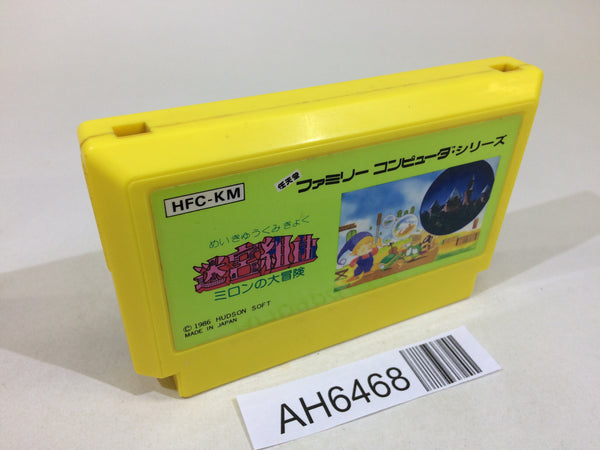 HFC-KM
任天堂 ファミリー コンピュータ・シリーズ
めいきゅうくみきょく
迷宮組曲
ミロンの大冒険
© 1986 HUDSON SOFT
MADE IN JAPAN
AH6468